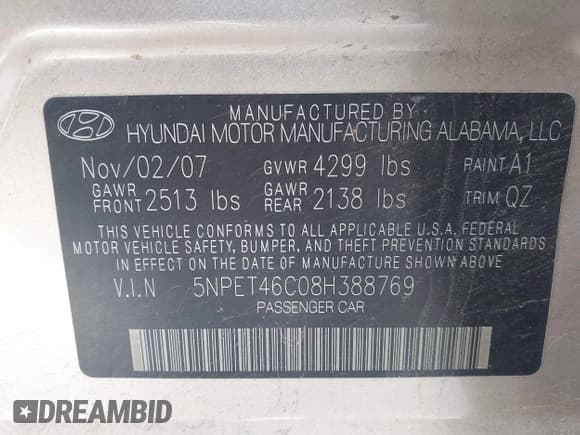 MANUFACTURED BY
HYUNDAI MOTOR MANUFACTURING ALABAMA, LLC
Nov/02/07 GVWR 4299 lbs PAINT A1
GAWR FRONT 2513 lbs GAWR REAR 2138 lbs TRIM QZ
THIS VEHICLE CONFORMS TO ALL APPLICABLE U.S.A. FEDERAL
MOTOR VEHICLE SAFETY, BUMPER, AND THEFT PREVENTION STANDARDS
IN EFFECT ON THE DATE OF MANUFACTURE SHOWN ABOVE
V.I.N 5NPET46C08H388769
PASSENGER CAR
DREAMBID